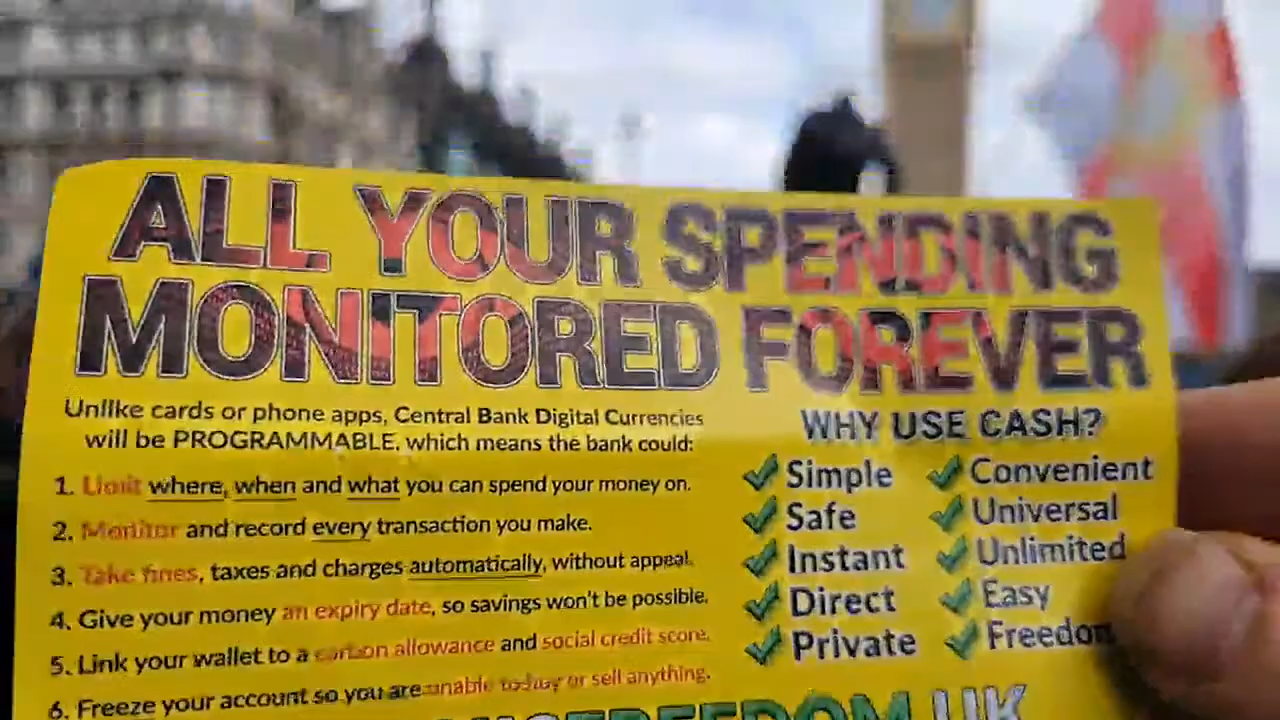 ALL YOUR SPENDING
MONITORED FOREVER
Unlike cards or phone apps, Central Bank Digital Currencies
will be PROGRAMMABLE, which means the bank could:
1. Limit where, when and what you can spend your money on.
2. Monitor and record every transaction you make.
3. Take fines, taxes and charges automatically, without appeal.
4. Give your money an expiry date, so savings won't be possible.
5. Link your wallet to a carbon allowance and social credit score.
6. Freeze your account so you are unable to buy or sell anything.
WHY USE CASH?
Simple
Safe
Instant
Direct
Private
Convenient
Universal
Unlimited
Easy
Freedom
FREEDOM.UK